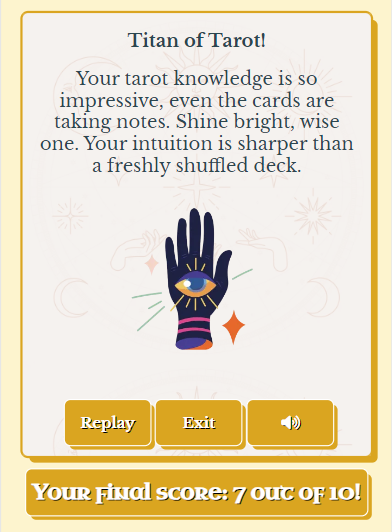 Titan of Tarot!
Your tarot knowledge is so
impressive, even the cards are
taking notes. Shine bright, wise
one. Your intuition is sharper than
a freshly shuffled deck.
Replay Exit
Your final score: 7 out of 10!